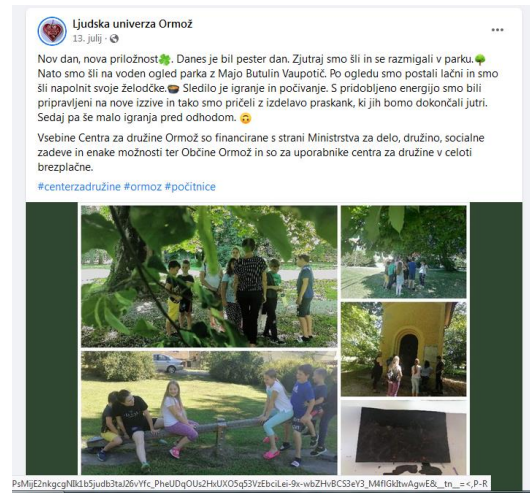 Ljudska univerza Ormož
13. julij ·
Nov dan, nova priložnost🍀. Danes je bil pester dan. Zjutraj smo šli in se razmigali v parku.🌳
Nato smo šli na voden ogled parka z Majo Butulin Vaupotič. Po ogledu smo postali lačni in smo
šli napolnit svoje želodčke.🍲 Sledilo je igranje in počivanje. S pridobljeno energijo smo bili
pripravljeni na nove izzive in tako smo pričeli z izdelavo praskank, ki jih bomo dokončali jutri.
Sedaj pa še malo igranja pred odhodom. 🙃
Vsebine Centra za družine Ormož so financirane s strani Ministrstva za delo, družino, socialne
zadeve in enake možnosti ter Občine Ormož in so za uporabnike centra za družine v celoti
brezplačne.
#centerzadružine #ormoz #počitnice